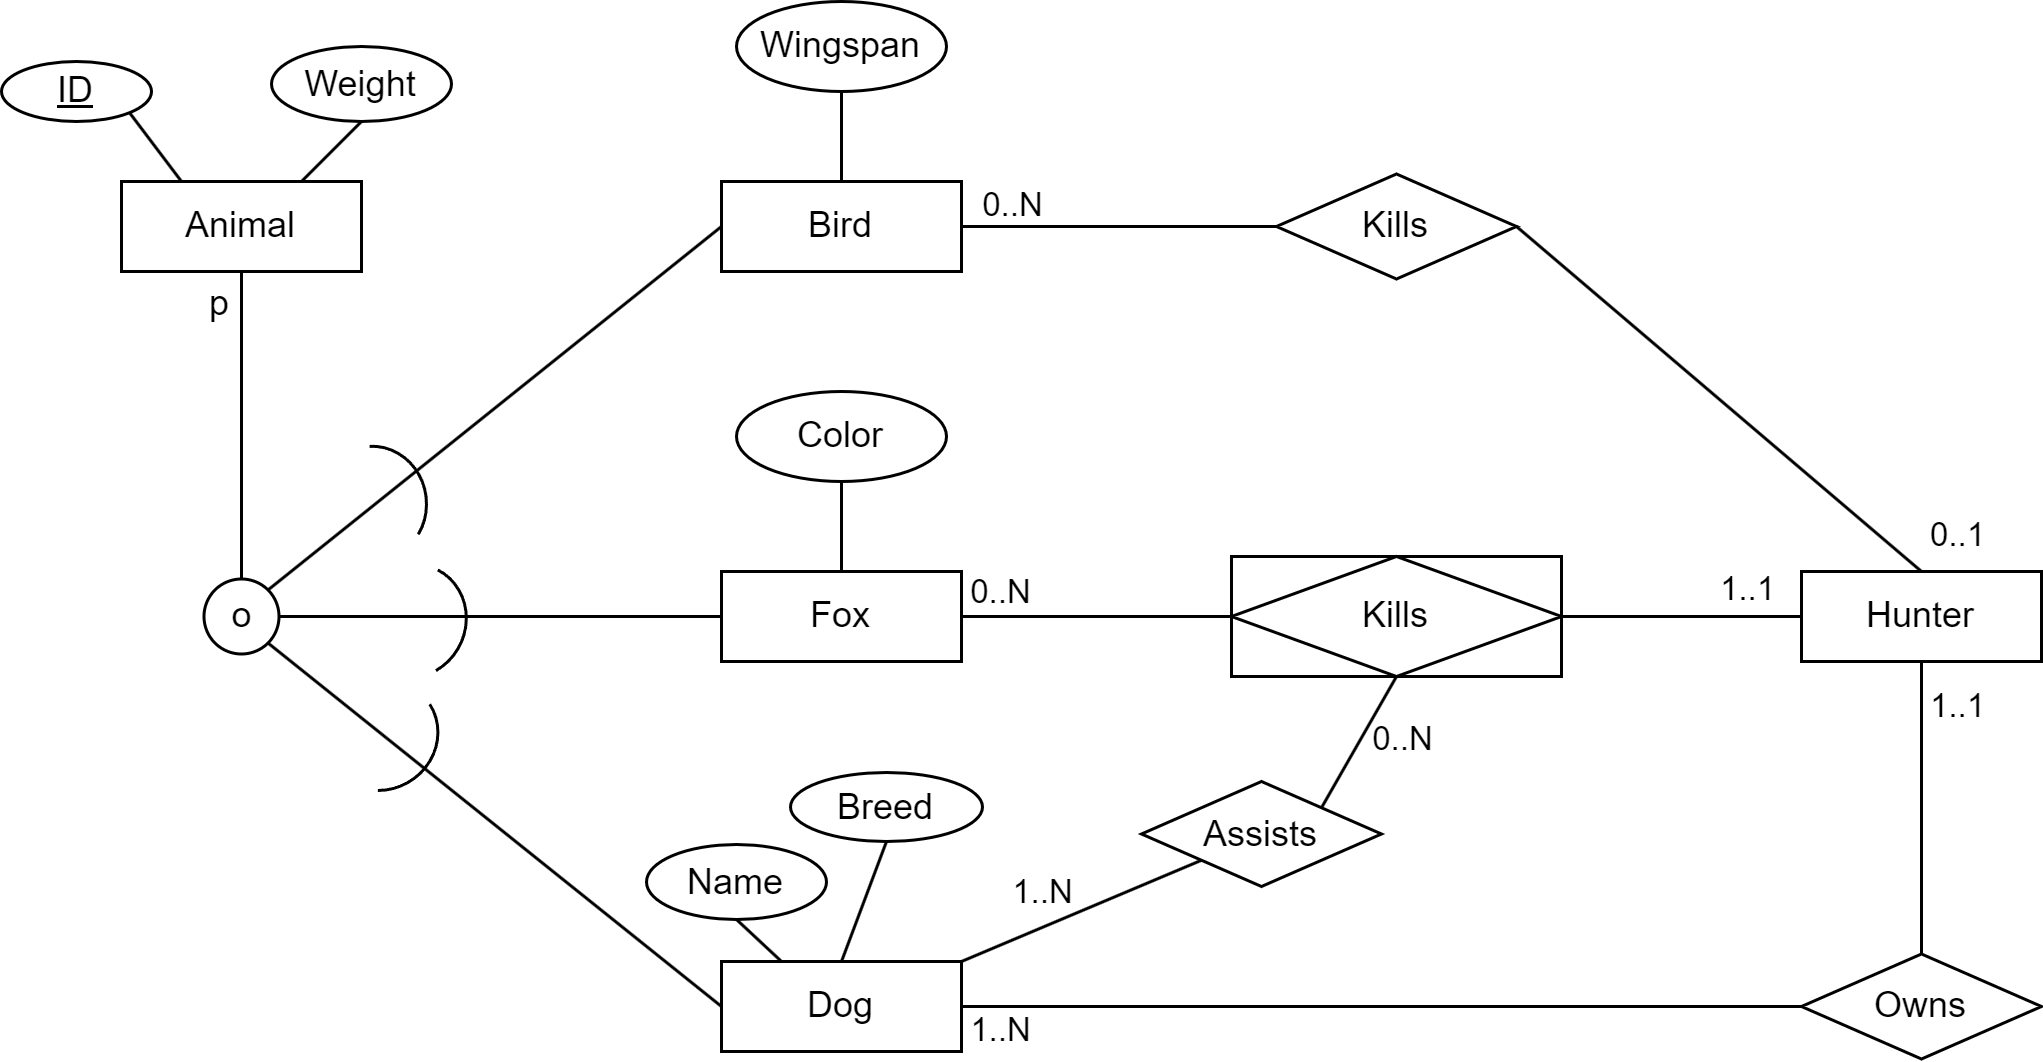 Wingspan
ID
Weight
Animal
Bird
0..N
Kills
p
Color
0..1
o
Fox
0..N
Kills
1..1
Hunter
1..1
0..N
Breed
Assists
Name
1..N
Dog
1..N
Owns